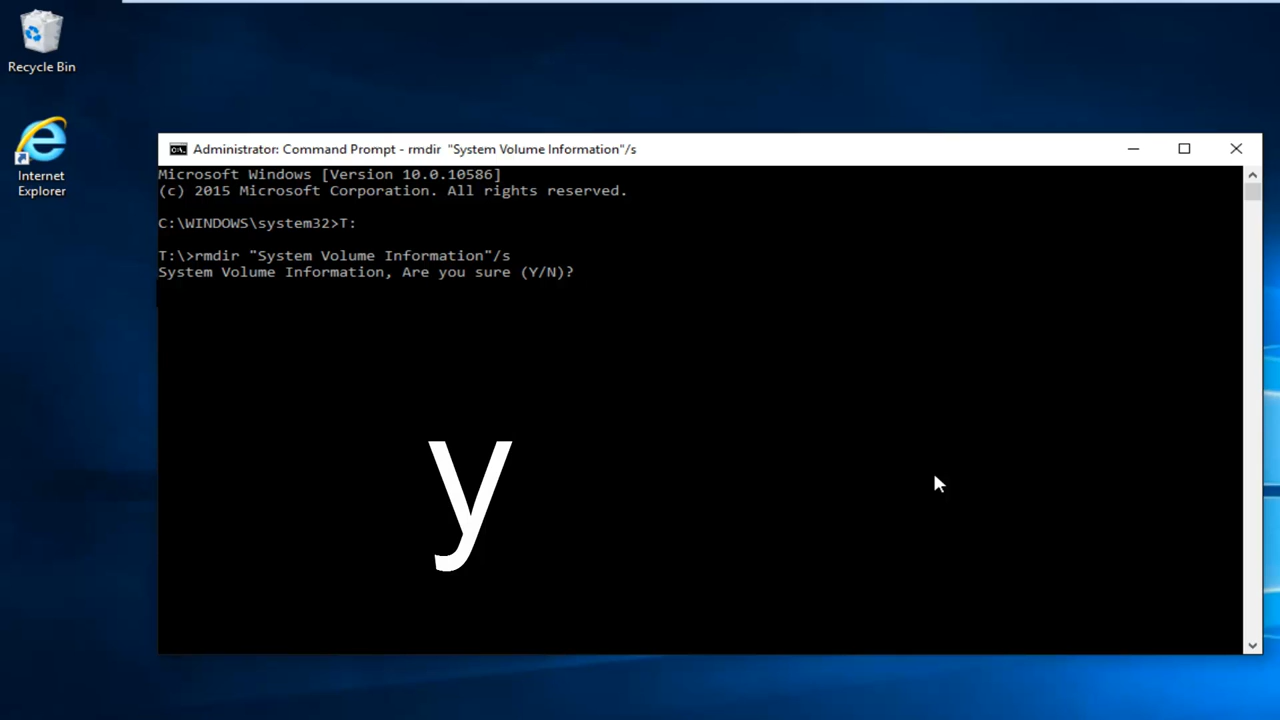 Recycle Bin
Internet
Explorer
Administrator: Command Prompt - rmdir  "System Volume Information"/s
Microsoft Windows [Version 10.0.10586]
(c) 2015 Microsoft Corporation. All rights reserved.
C:\WINDOWS\system32>T:
T:\>rmdir "System Volume Information"/s
System Volume Information, Are you sure (Y/N)?
y